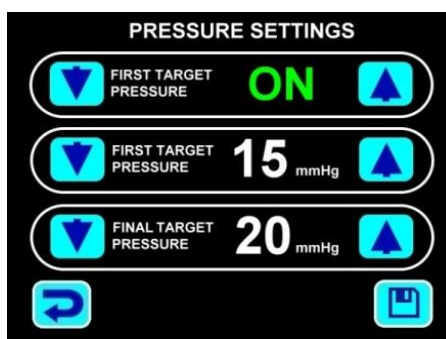 PRESSURE SETTINGS
FIRST TARGET
PRESSURE
ON
FIRST TARGET
PRESSURE
15 mmHg
FINAL TARGET
PRESSURE
20 mmHg